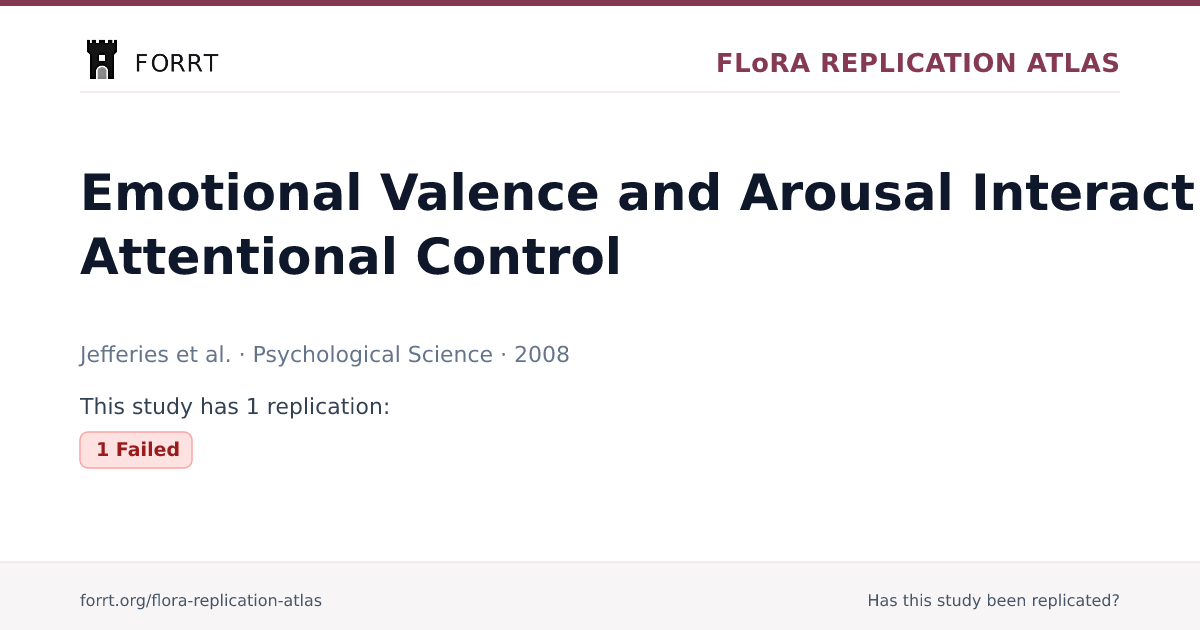 FORRT
FLoRA REPLICATION ATLAS
Emotional Valence and Arousal Interact
Attentional Control
Jefferies et al. · Psychological Science · 2008
This study has 1 replication:
1 Failed
forrt.org/flora-replication-atlas
Has this study been replicated?